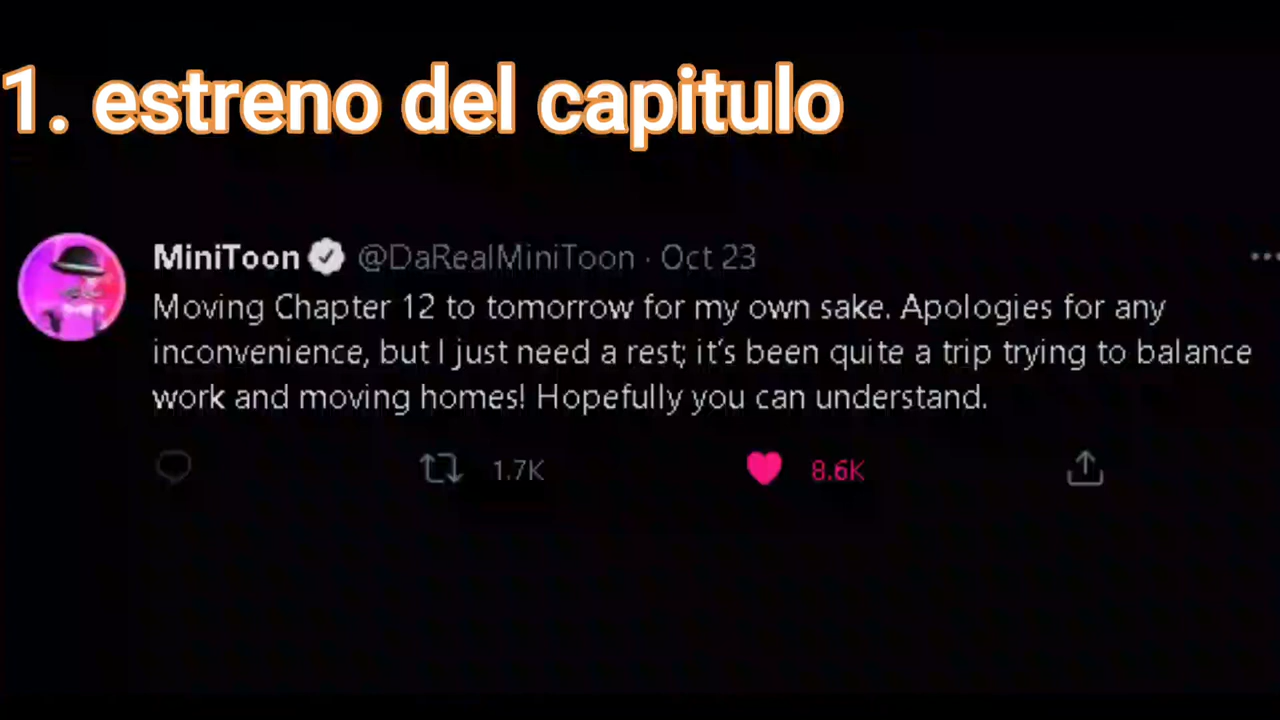 1. estreno del capitulo
MiniToon @DaRealMiniToon · Oct 23
Moving Chapter 12 to tomorrow for my own sake. Apologies for any
inconvenience, but I just need a rest; it's been quite a trip trying to balance
work and moving homes! Hopefully you can understand.
1.7K 8.6K